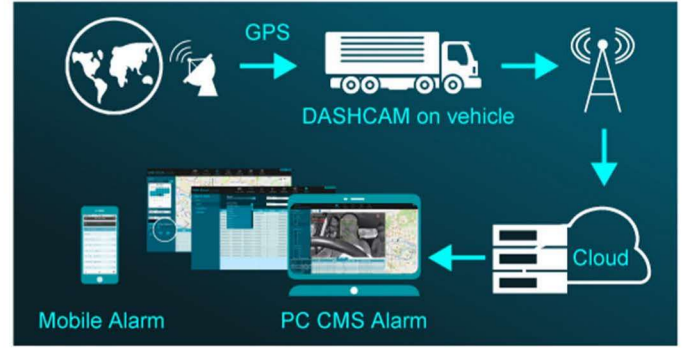 GPS
DASHCAM on vehicle
Cloud
Mobile Alarm
PC CMS Alarm